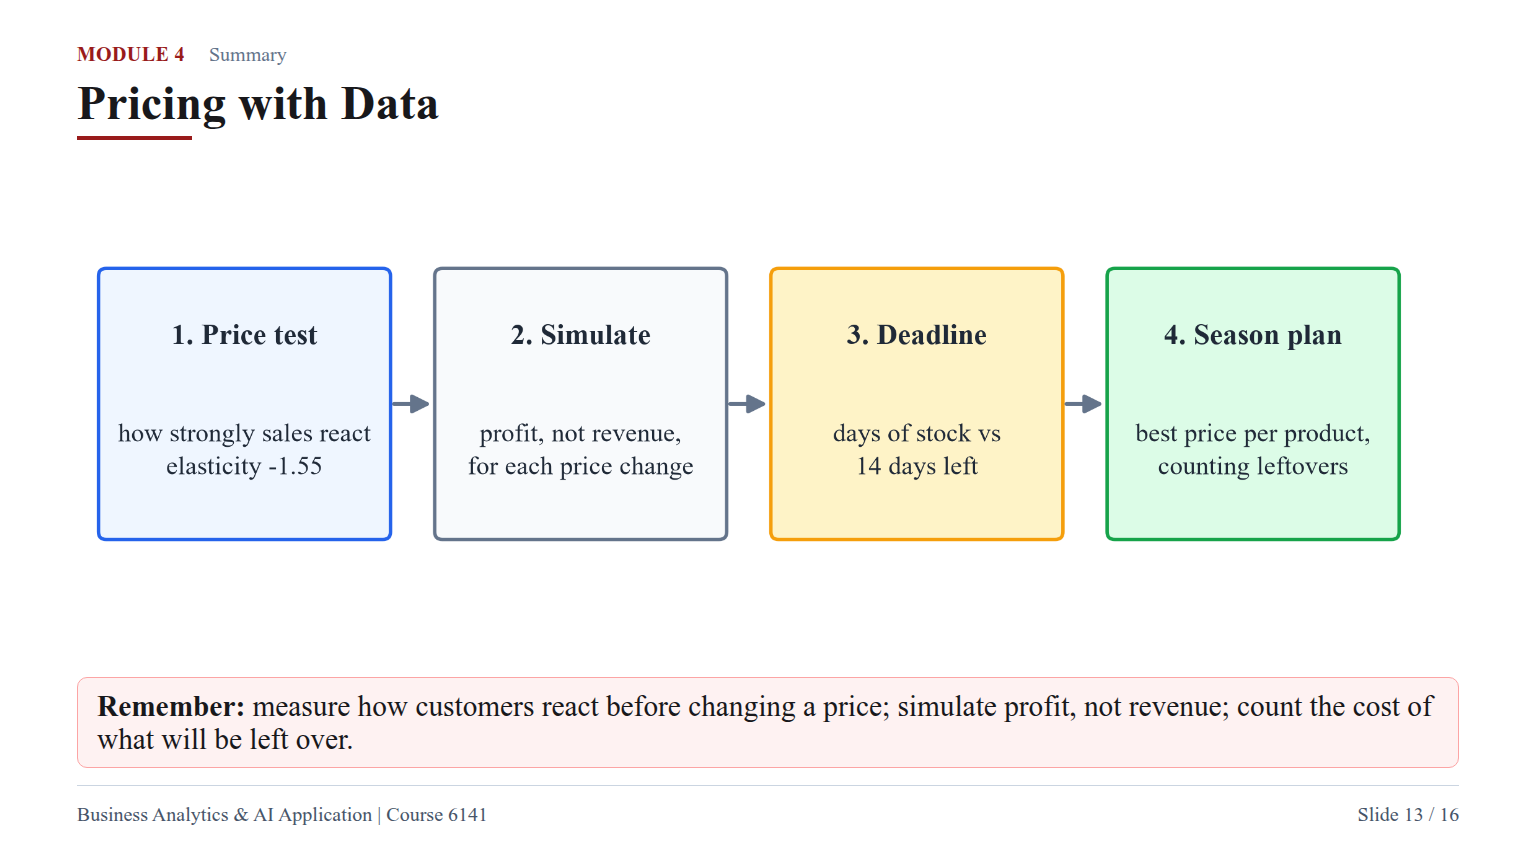 MODULE 4 Summary
Pricing with Data
1. Price test
how strongly sales react
elasticity -1.55
2. Simulate
profit, not revenue,
for each price change
3. Deadline
days of stock vs
14 days left
4. Season plan
best price per product,
counting leftovers
Remember: measure how customers react before changing a price; simulate profit, not revenue; count the cost of
what will be left over.
Business Analytics & AI Application | Course 6141
Slide 13 / 16